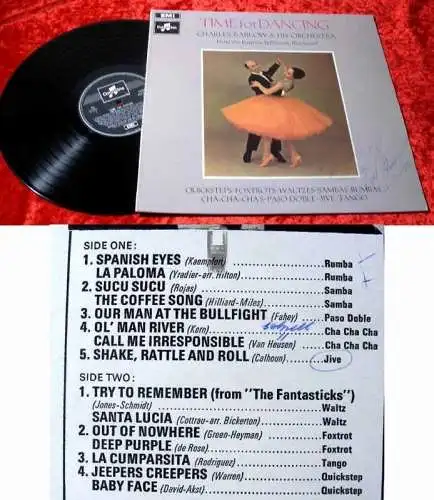 EMI
Columbia
TIME for DANCING
CHARLES BARLOW & HIS ORCHESTRA
QUICKSTEPS·FOXTROTS·WALTZES·SAMBAS·RUMBAS
CHA-CHA-CHA'S·PASO DOBLE·JIVE·TANGO
SIDE ONE:
1. SPANISH EYES (Kaempfert) Rumba
LA PALOMA (Yradier-arr. Hilton) Rumba
2. SUCU SUCU (Rojas) Samba
THE COFFEE SONG (Hilliard-Miles) Samba
3. OUR MAN AT THE BULLFIGHT (Fahey) Paso Doble
4. OL' MAN RIVER (Kern) Cha Cha Cha
CALL ME IRRESPONSIBLE (Van Heusen) Cha Cha Cha
5. SHAKE, RATTLE AND ROLL (Calhoun) Jive
SIDE TWO:
1. TRY TO REMEMBER (from "The Fantasticks")
(Jones-Schmidt) Waltz
SANTA LUCIA (Cottrau-arr. Bickerton) Waltz
2. OUT OF NOWHERE (Green-Heyman) Foxtrot
DEEP PURPLE (de Rose) Foxtrot
3. LA CUMPARSITA (Rodriguez) Tango
4. JEEPERS CREEPERS (Warren) Quickstep
BABY FACE (David-Akst) Quickstep